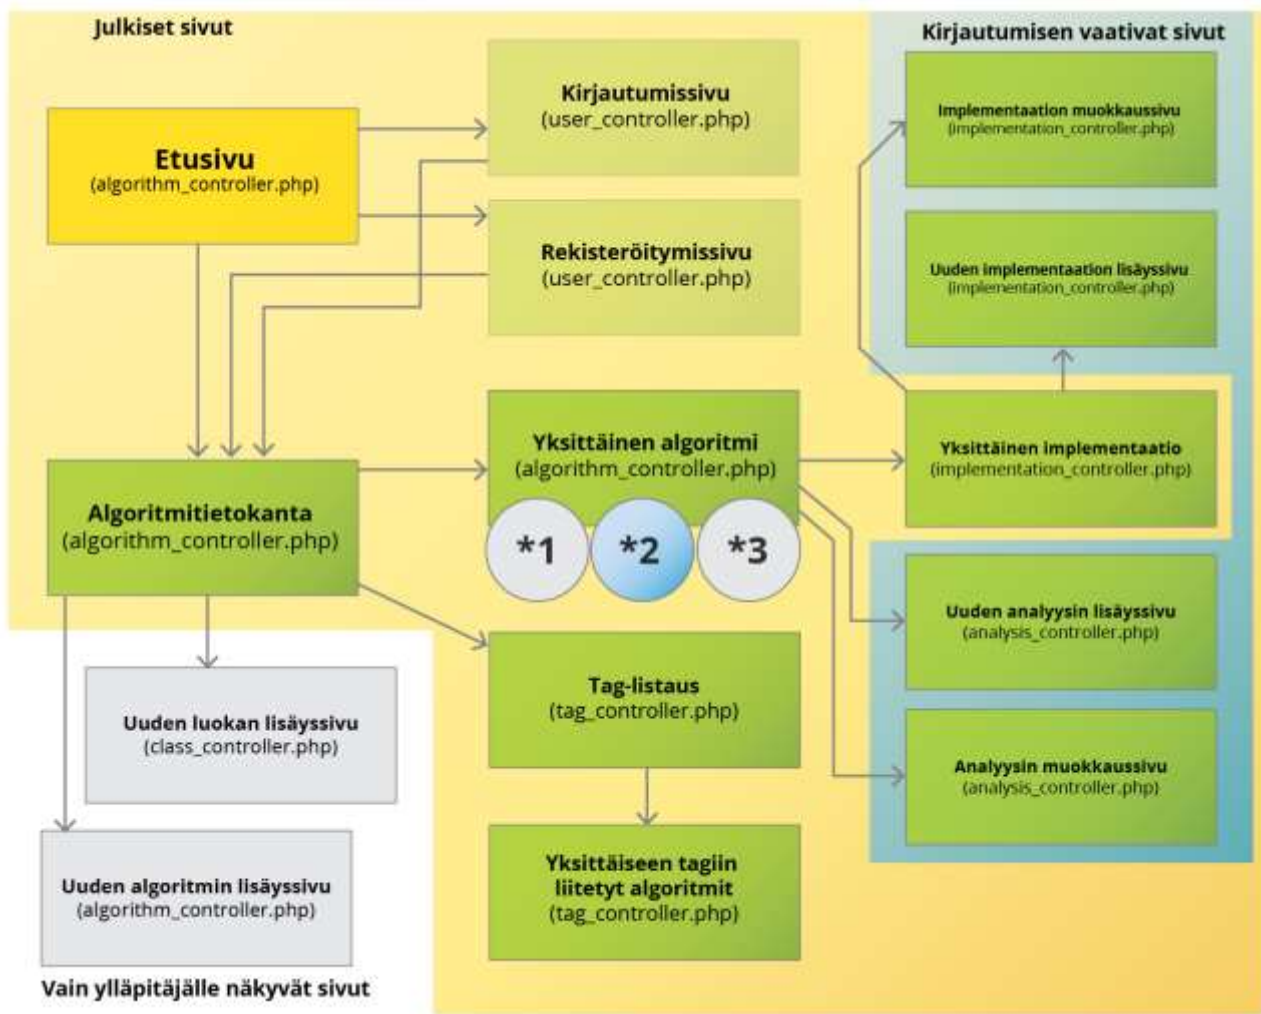 Julkiset sivut
Kirjautumisen vaativat sivut
Etusivu
(algorithm_controller.php)
Kirjautumissivu
(user_controller.php)
Rekisteröitymissivu
(user_controller.php)
Implementaation muokkaussivu
(implementation_controller.php)
Uuden implementaation lisäyssivu
(implementation_controller.php)
Algoritmitietokanta
(algorithm_controller.php)
Yksittäinen algoritmi
(algorithm_controller.php)
*1
*2
*3
Yksittäinen implementaatio
(implementation_controller.php)
Uuden analyysin lisäyssivu
(analysis_controller.php)
Analyysin muokkaussivu
(analysis_controller.php)
Tag-listaus
(tag_controller.php)
Yksittäiseen tagiin
liitetyt algoritmit
(tag_controller.php)
Uuden luokan lisäyssivu
(class_controller.php)
Uuden algoritmin lisäyssivu
(algorithm_controller.php)
Vain ylläpitäjälle näkyvät sivut